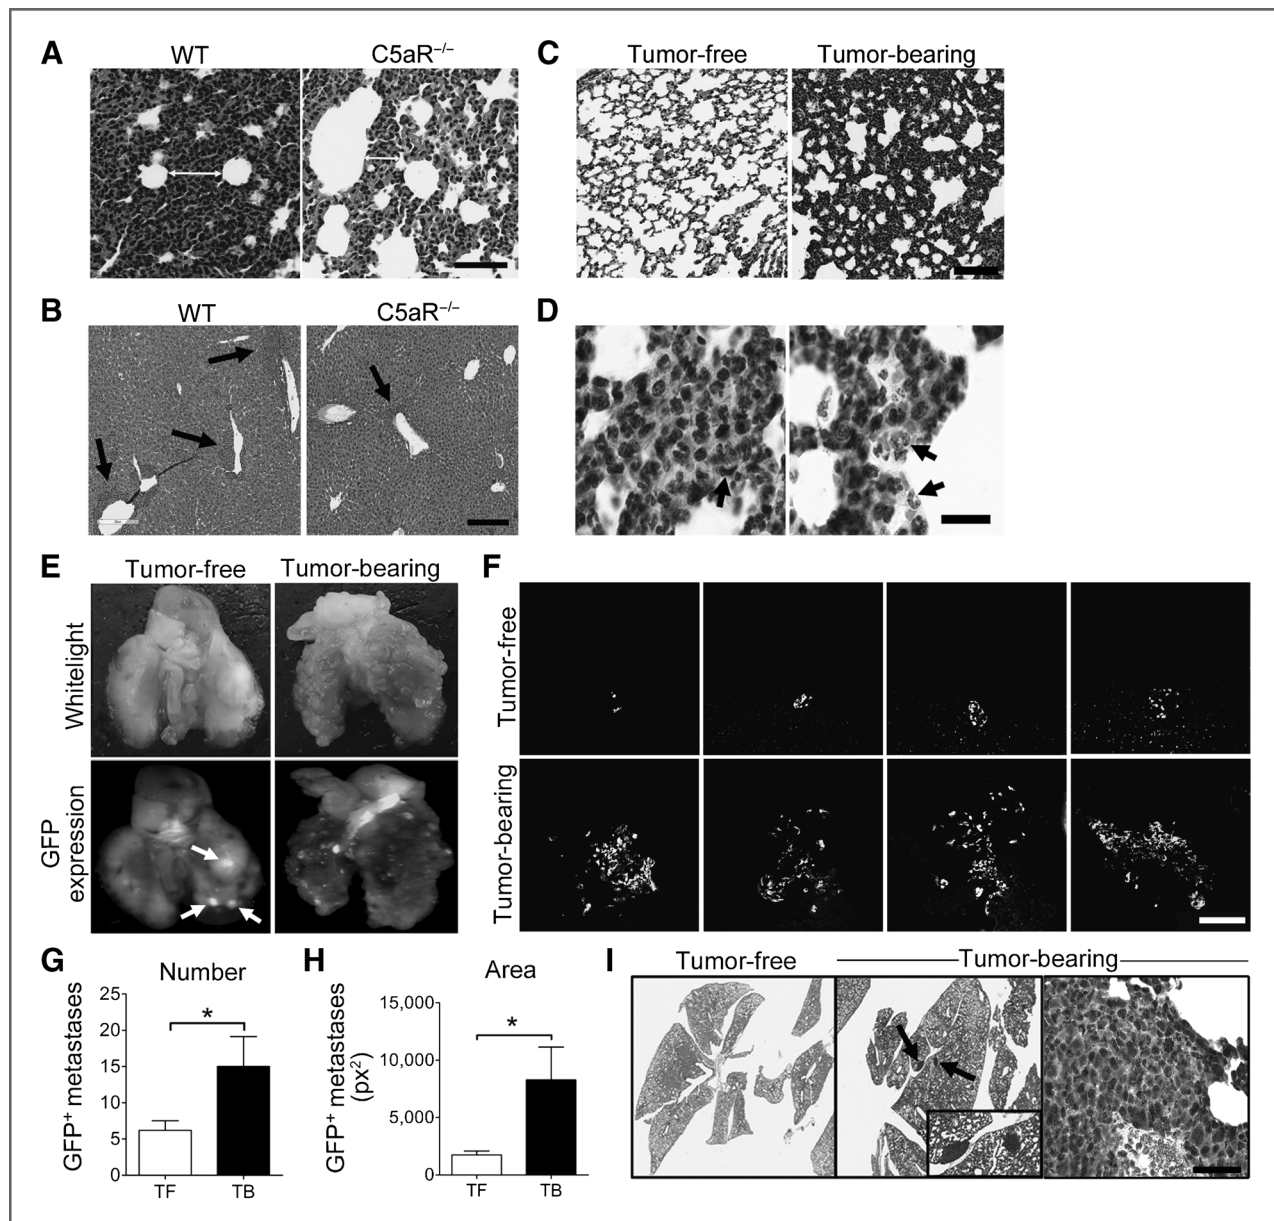 A
WT
C5aR–/–
C
Tumor-free
Tumor-bearing
B
WT
C5aR–/–
D
E
Tumor-free
Tumor-bearing
Whitelight
GFP
expression
F
Tumor-free
Tumor-bearing
G
Number
GFP+ metastases
25
20
15
10
5
0
*
TF
TB
H
Area
GFP+ metastases
(px2)
15,000
10,000
5,000
0
*
TF
TB
I
Tumor-free
Tumor-bearing